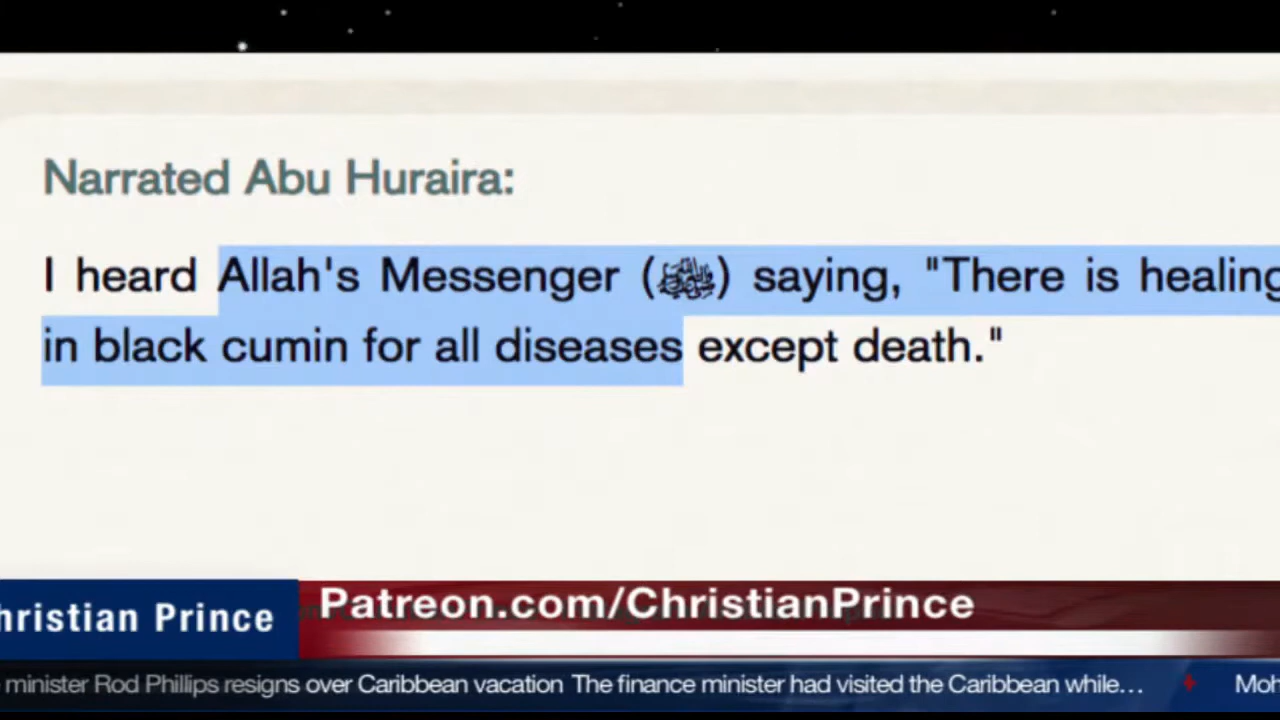 Narrated Abu Huraira:
I heard Allah's Messenger (ﷺ) saying, "There is healing
in black cumin for all diseases except death."
hristian Prince
Patreon.com/ChristianPrince
minister Rod Phillips resigns over Caribbean vacation The finance minister had visited the Caribbean while… Moh